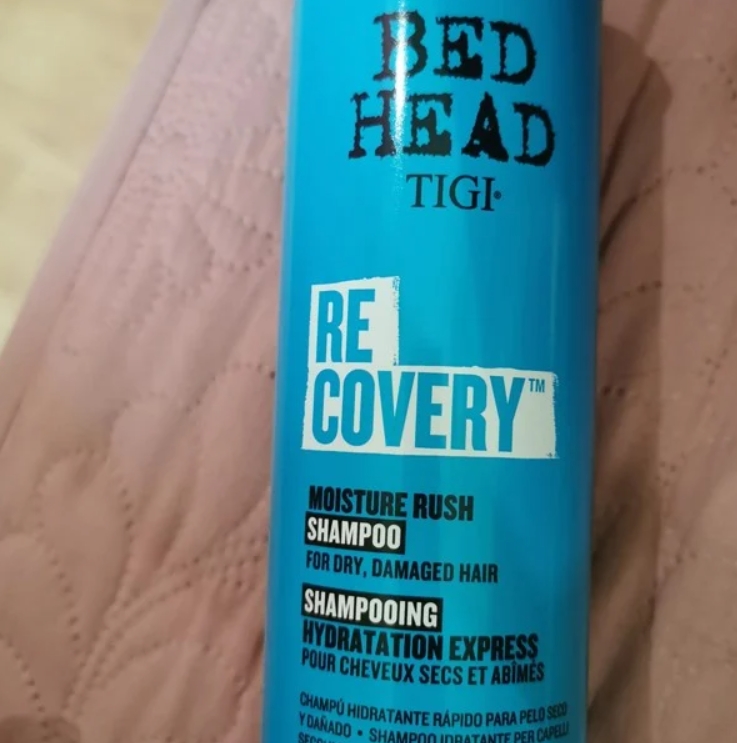 BED
HEAD
TIGI
RE
COVERY™
MOISTURE RUSH
SHAMPOO
FOR DRY, DAMAGED HAIR
SHAMPOOING
HYDRATATION EXPRESS
POUR CHEVEUX SECS ET ABÎMÉS
CHAMPÚ HIDRATANTE RÁPIDO PARA PELO SECO
Y DAÑADO • SHAMPOO IDRATANTE PER CAPELLI